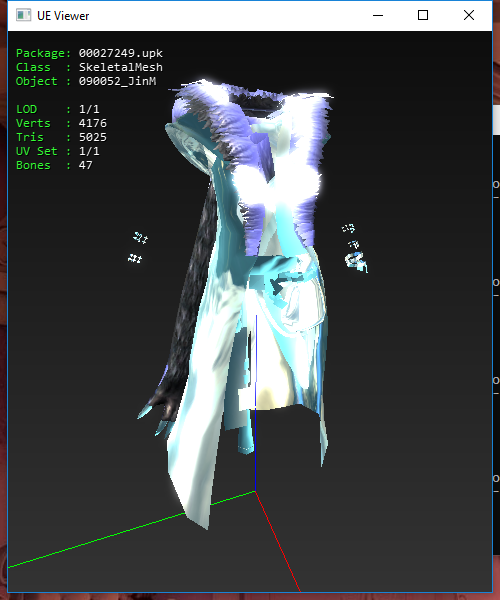 UE Viewer
Package: 00027249.upk
Class  : SkeletalMesh
Object : 090052_JinM
LOD    : 1/1
Verts  : 4176
Tris   : 5025
UV Set : 1/1
Bones  : 47